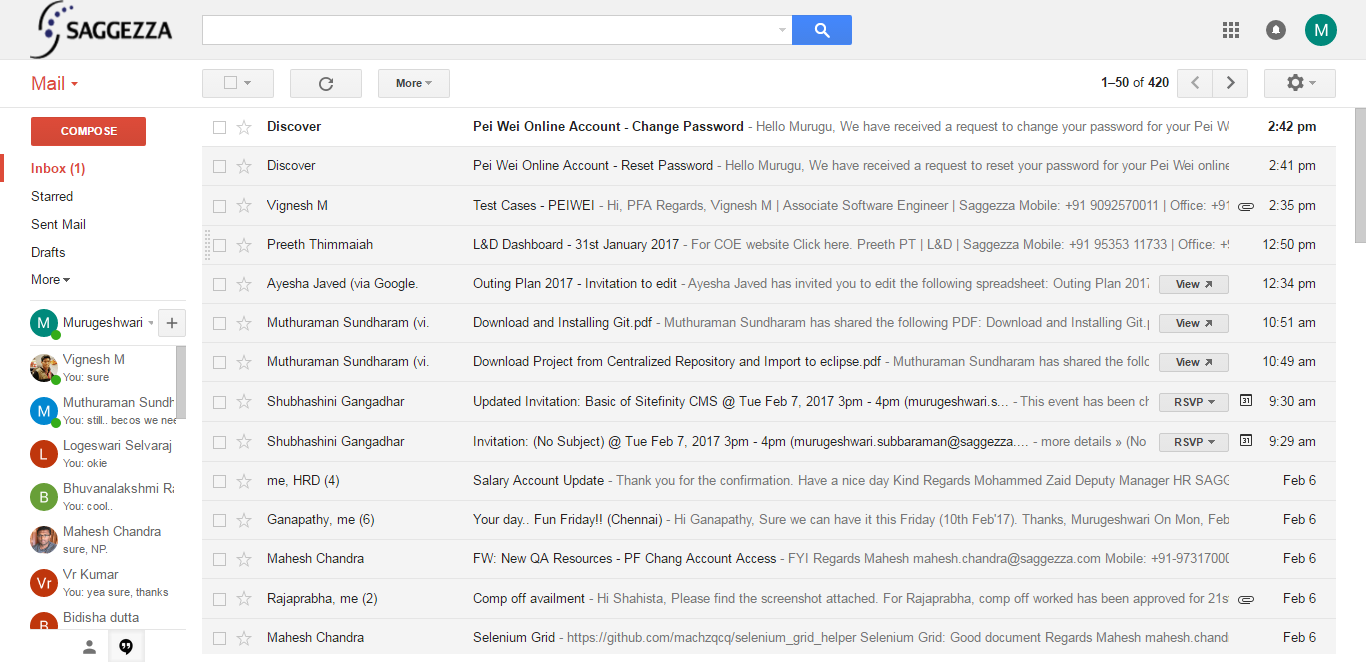 SAGGEZZA
M
Mail
More
1–50 of 420
COMPOSE
Inbox (1)
Starred
Sent Mail
Drafts
More
M Murugeshwari +
Vignesh M
You: sure
M Muthuraman Sundh
You: still.. becos we nee
L Logeswari Selvaraj
You: okie
B Bhuvanalakshmi Ra
You: cool..
Mahesh Chandra
sure, NP.
Vr Vr Kumar
You: yea sure, thanks
B Bidisha dutta
Discover Pei Wei Online Account - Change Password - Hello Murugu, We have received a request to change your password for your Pei W 2:42 pm
Discover Pei Wei Online Account - Reset Password - Hello Murugu, We have received a request to reset your password for your Pei Wei online 2:41 pm
Vignesh M Test Cases - PEIWEI - Hi, PFA Regards, Vignesh M | Associate Software Engineer | Saggezza Mobile: +91 9092570011 | Office: +91 2:35 pm
Preeth Thimmaiah L&D Dashboard - 31st January 2017 - For COE website Click here. Preeth PT | L&D | Saggezza Mobile: +91 95353 11733 | Office: +9 12:50 pm
Ayesha Javed (via Google. Outing Plan 2017 - Invitation to edit - Ayesha Javed has invited you to edit the following spreadsheet: Outing Plan 2017 View 12:34 pm
Muthuraman Sundharam (vi. Download and Installing Git.pdf - Muthuraman Sundharam has shared the following PDF: Download and Installing Git.p View 10:51 am
Muthuraman Sundharam (vi. Download Project from Centralized Repository and Import to eclipse.pdf - Muthuraman Sundharam has shared the follo View 10:49 am
Shubhashini Gangadhar Updated Invitation: Basic of Sitefinity CMS @ Tue Feb 7, 2017 3pm - 4pm (murugeshwari.s... - This event has been ch RSVP 31 9:30 am
Shubhashini Gangadhar Invitation: (No Subject) @ Tue Feb 7, 2017 3pm - 4pm (murugeshwari.subbaraman@saggezza.... - more details » (No RSVP 31 9:29 am
me, HRD (4) Salary Account Update - Thank you for the confirmation. Have a nice day Kind Regards Mohammed Zaid Deputy Manager HR SAGG Feb 6
Ganapathy, me (6) Your day.. Fun Friday!! (Chennai) - Hi Ganapathy, Sure we can have it this Friday (10th Feb'17). Thanks, Murugeshwari On Mon, Feb Feb 6
Mahesh Chandra FW: New QA Resources - PF Chang Account Access - FYI Regards Mahesh mahesh.chandra@saggezza.com Mobile: +91-97317000 Feb 6
Rajaprabha, me (2) Comp off availment - Hi Shahista, Please find the screenshot attached. For Rajaprabha, comp off worked has been approved for 21st Feb 6
Mahesh Chandra Selenium Grid - https://github.com/machzqcq/selenium_grid_helper Selenium Grid: Good document Regards Mahesh mahesh.chand Feb 6